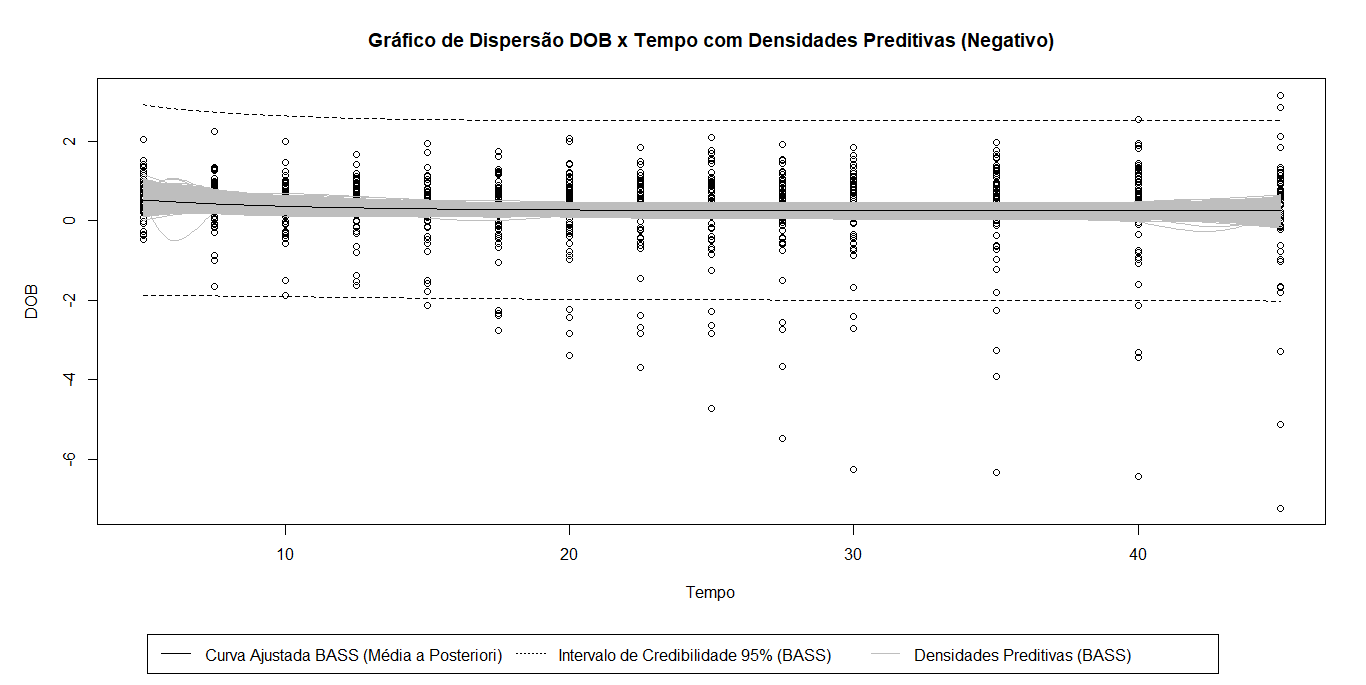 Gráfico de Dispersão DOB x Tempo com Densidades Preditivas (Negativo)
DOB
2
0
-2
-4
-6
10
20
30
40
Tempo
Curva Ajustada BASS (Média a Posteriori)
Intervalo de Credibilidade 95% (BASS)
Densidades Preditivas (BASS)